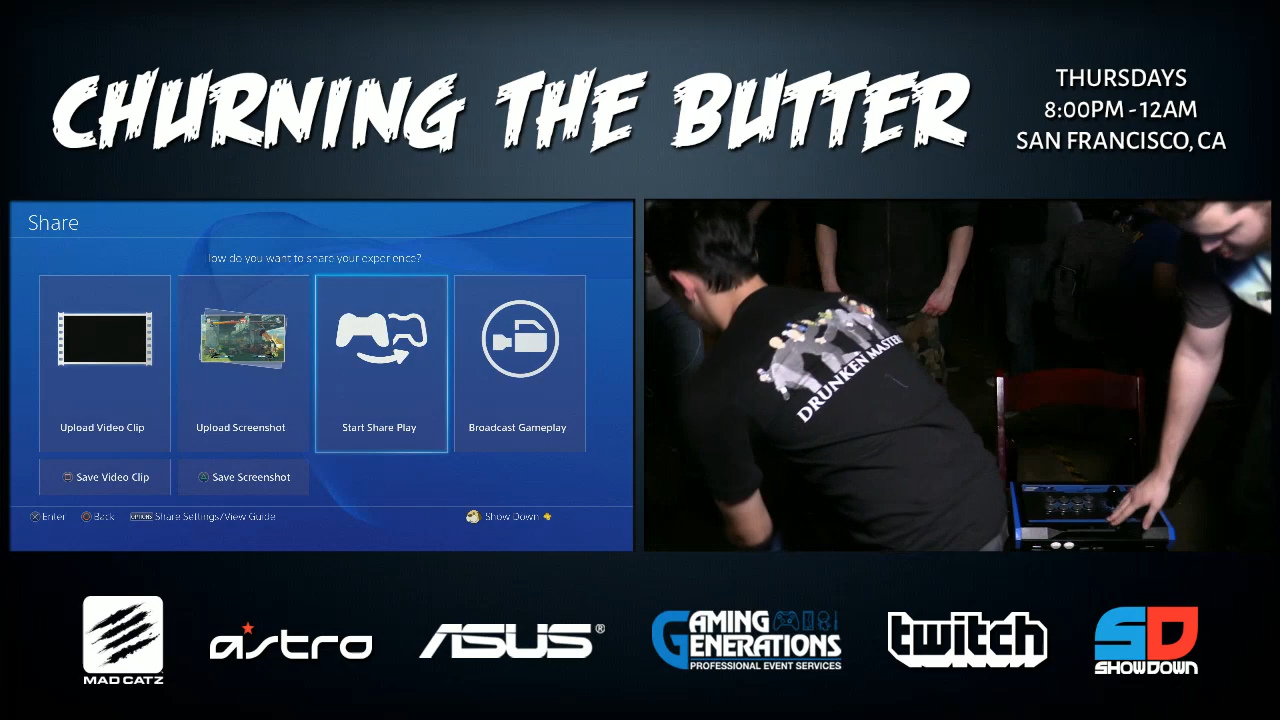 CHURNING THE BUTTER
THURSDAYS
8:00PM - 12AM
SAN FRANCISCO, CA
Share
How do you want to share your experience?
Upload Video Clip
Upload Screenshot
Start Share Play
Broadcast Gameplay
Save Video Clip
Save Screenshot
Enter
Back
OPTIONS Share Settings/View Guide
Show Down
DRUNKEN MASTERS
MAD CATZ
astro
ASUS®
GAMING
GENERATIONS
PROFESSIONAL EVENT SERVICES
twitch
SD
SHOWDOWN